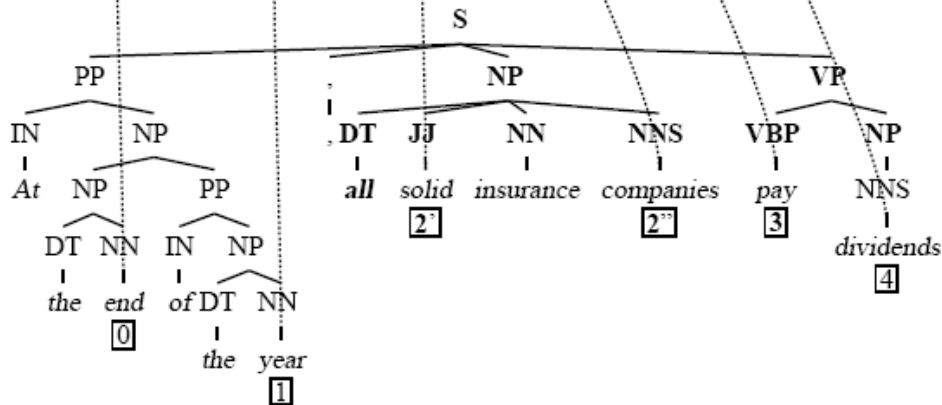 S
PP , NP VP
IN NP , DT JJ NN NNS VBP NP
At NP PP all solid insurance companies pay NNS
2’ 2’’ 3
DT NN IN NP dividends
4
the end of DT NN
0
the year
1